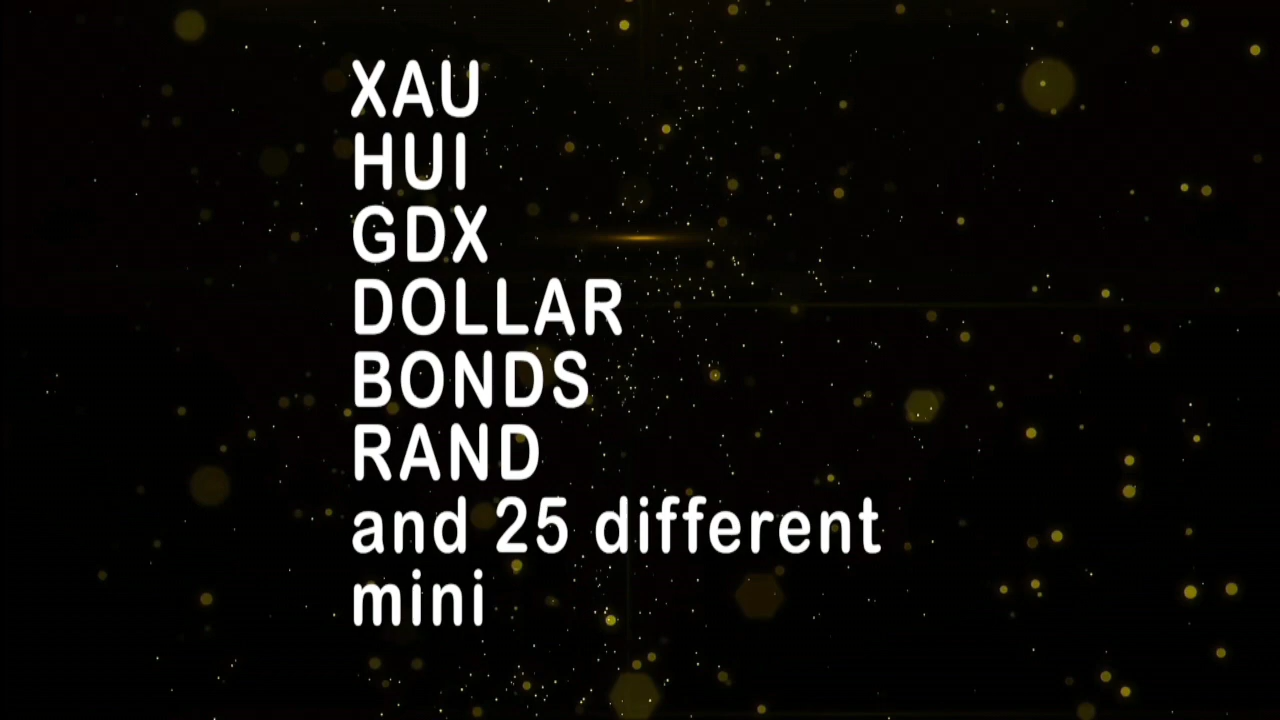 XAU
HUI
GDX
DOLLAR
BONDS
RAND
and 25 different
mini